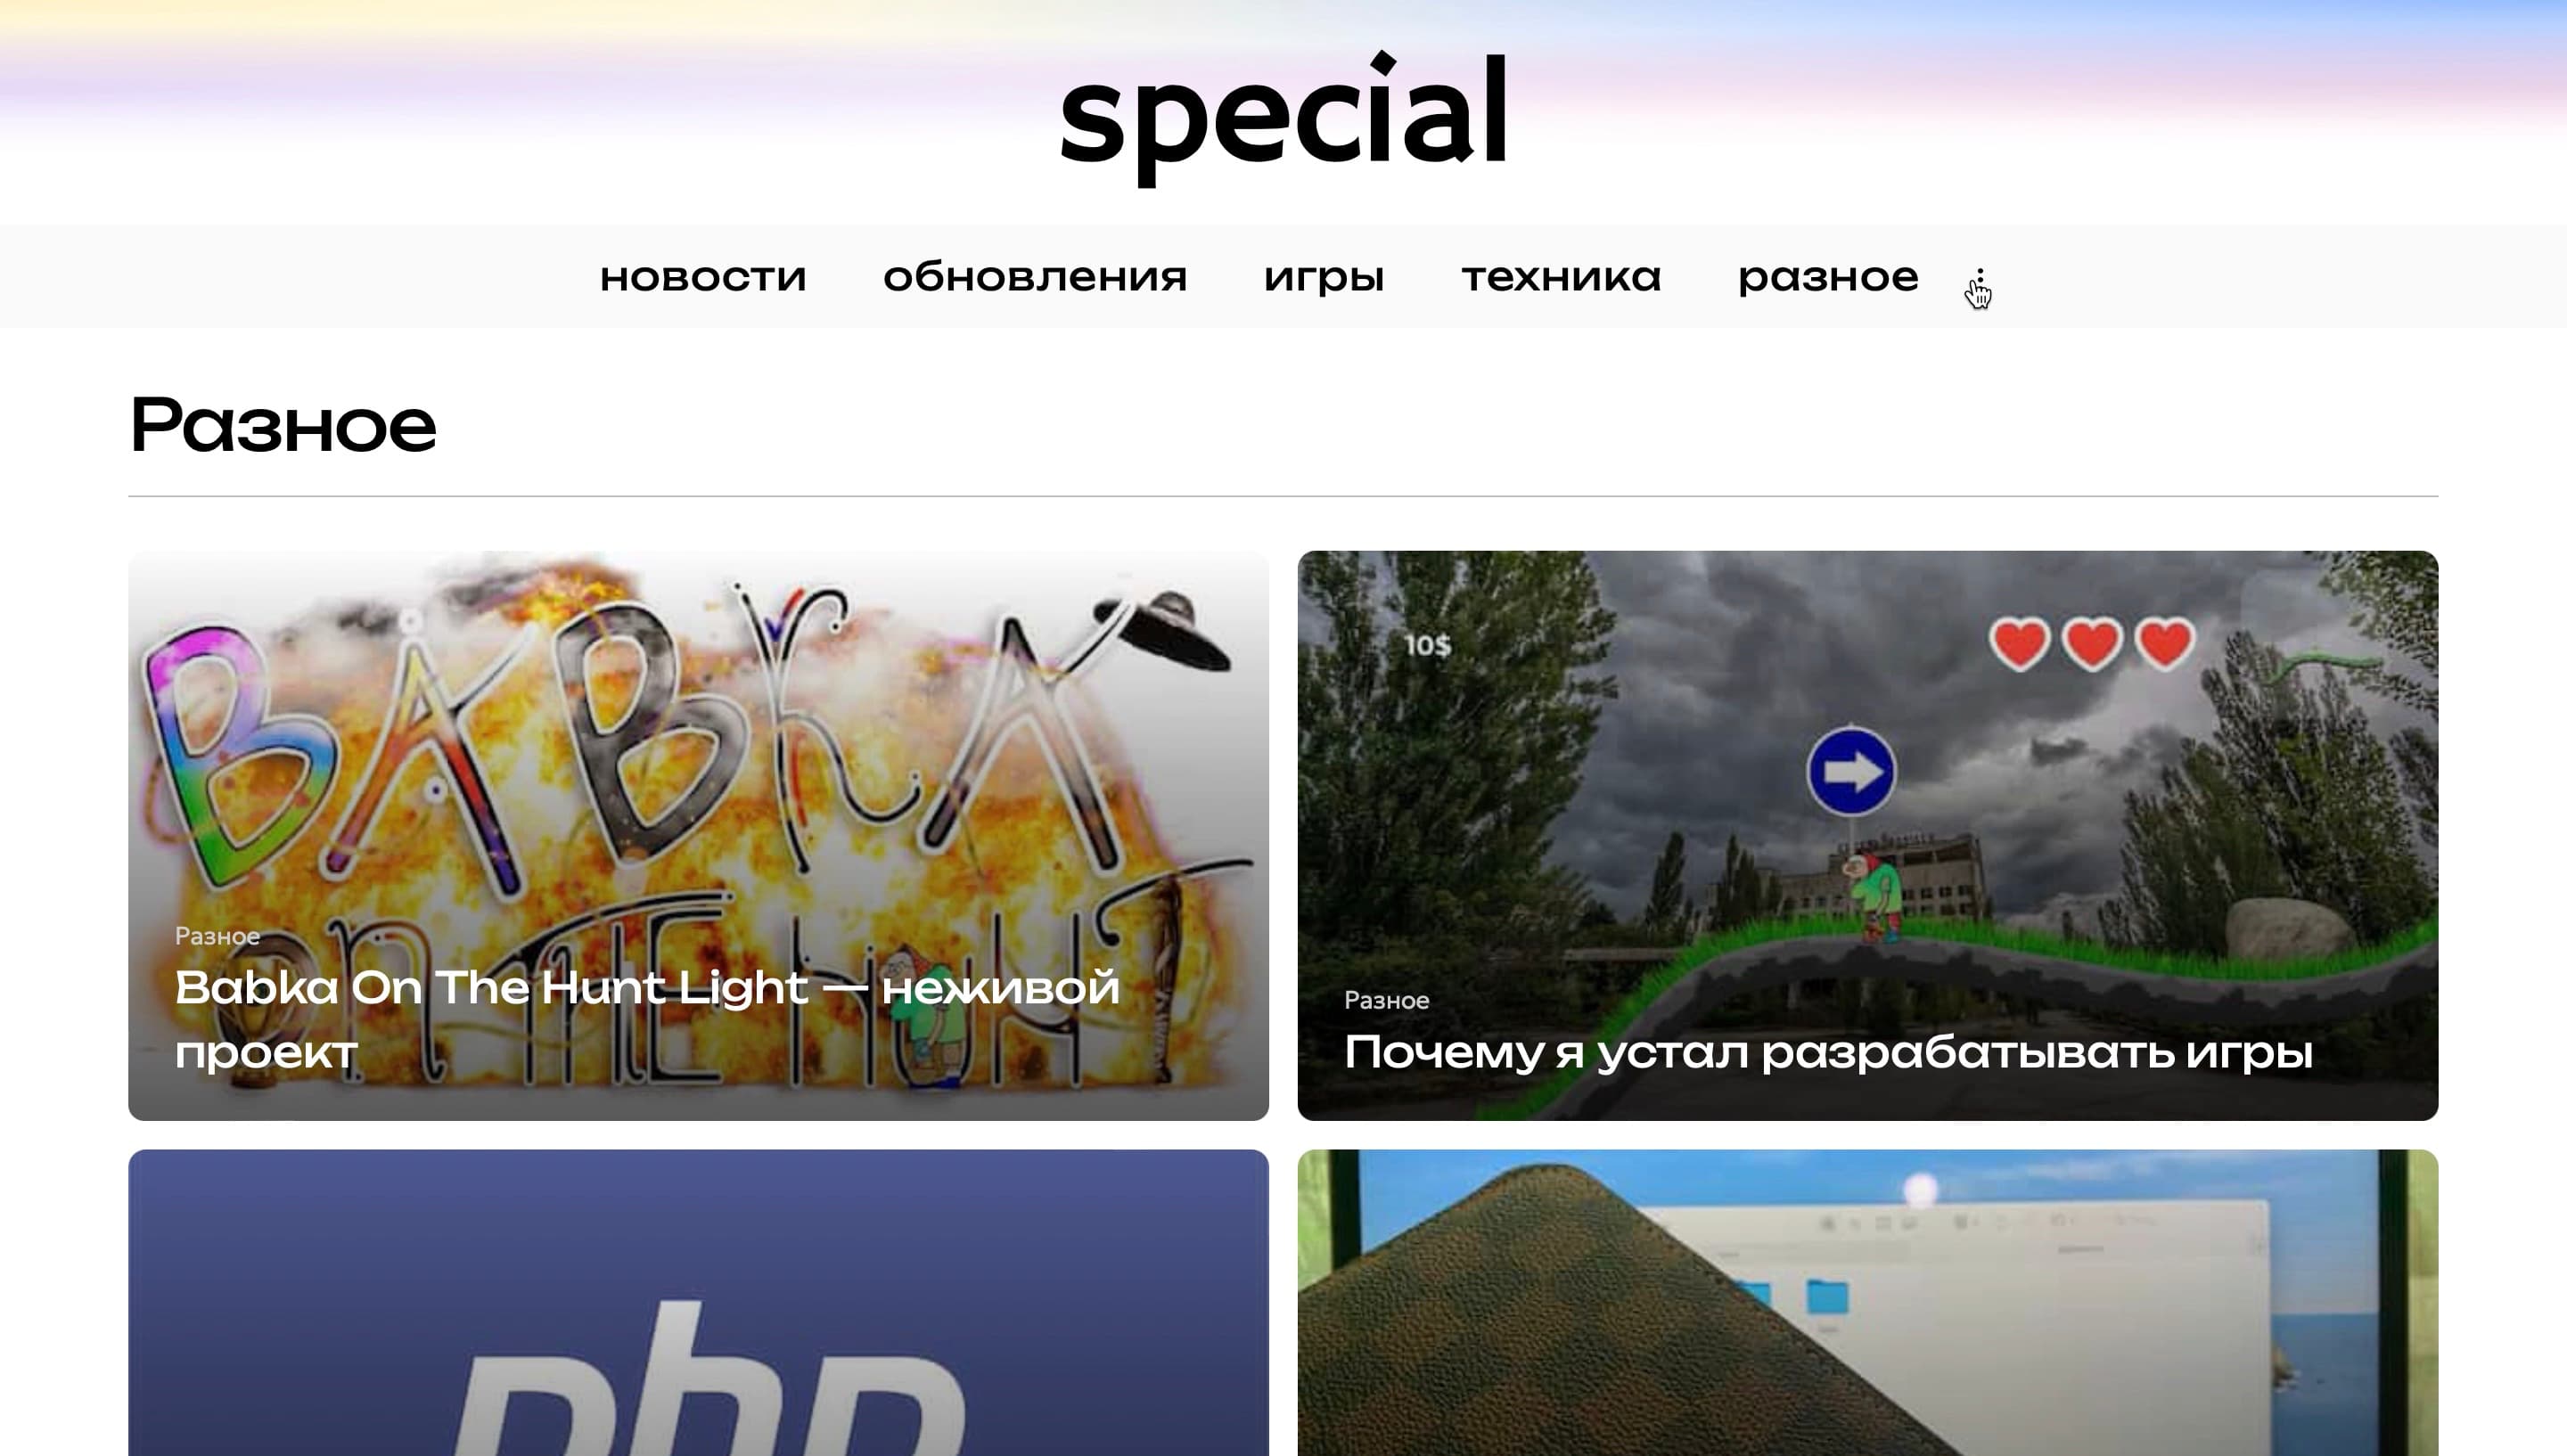 special
новости обновления игры техника разное
Разное
BABKA
On THE HUNT
Разное
Babka On The Hunt Light — неживой
проект
10$
Разное
Почему я устал разрабатывать игры
php